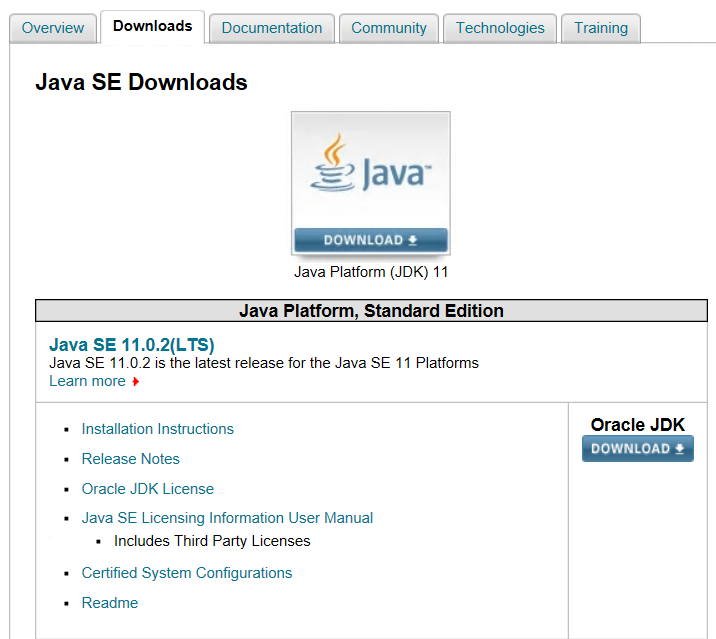 Overview Downloads Documentation Community Technologies Training
Java SE Downloads
Java™
DOWNLOAD
Java Platform (JDK) 11
Java Platform, Standard Edition
Java SE 11.0.2(LTS)
Java SE 11.0.2 is the latest release for the Java SE 11 Platforms
Learn more
Installation Instructions
Release Notes
Oracle JDK License
Java SE Licensing Information User Manual
Includes Third Party Licenses
Certified System Configurations
Readme
Oracle JDK
DOWNLOAD